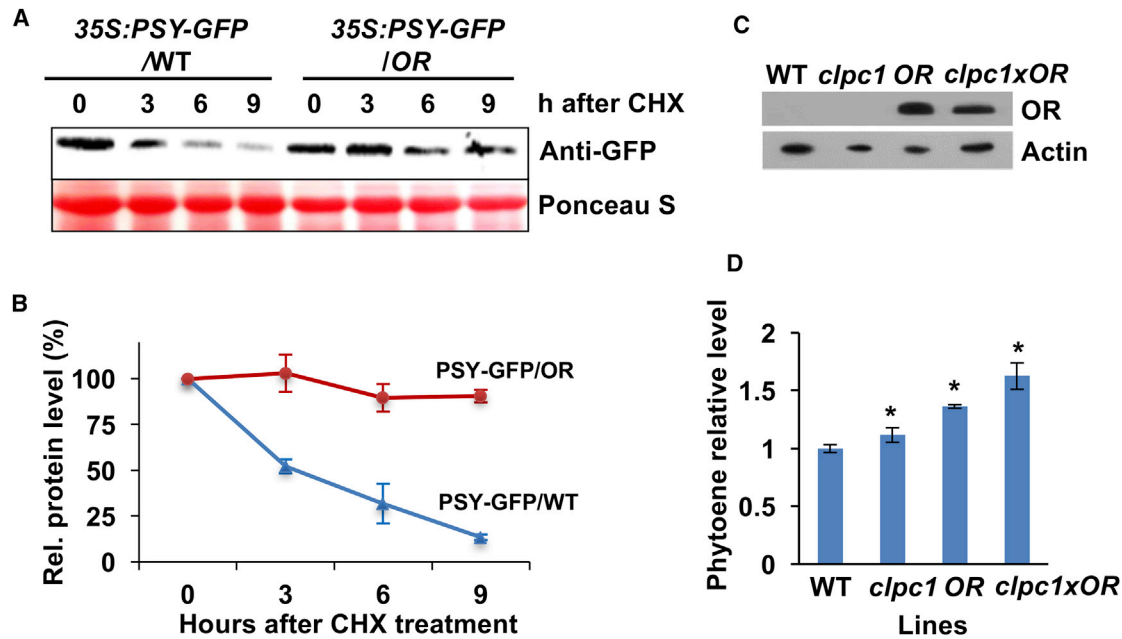 A
35S:PSY-GFP
/WT
35S:PSY-GFP
/OR
0 3 6 9 0 3 6 9 h after CHX
Anti-GFP
Ponceau S
B
Rel. protein level (%)
100
75
50
25
0
PSY-GFP/OR
PSY-GFP/WT
0 3 6 9
Hours after CHX treatment
C
WT clpc1 OR clpc1xOR
OR
Actin
D
Phytoene relative level
2
1.5
1
0.5
0
* * *
WT clpc1 OR clpc1xOR
Lines